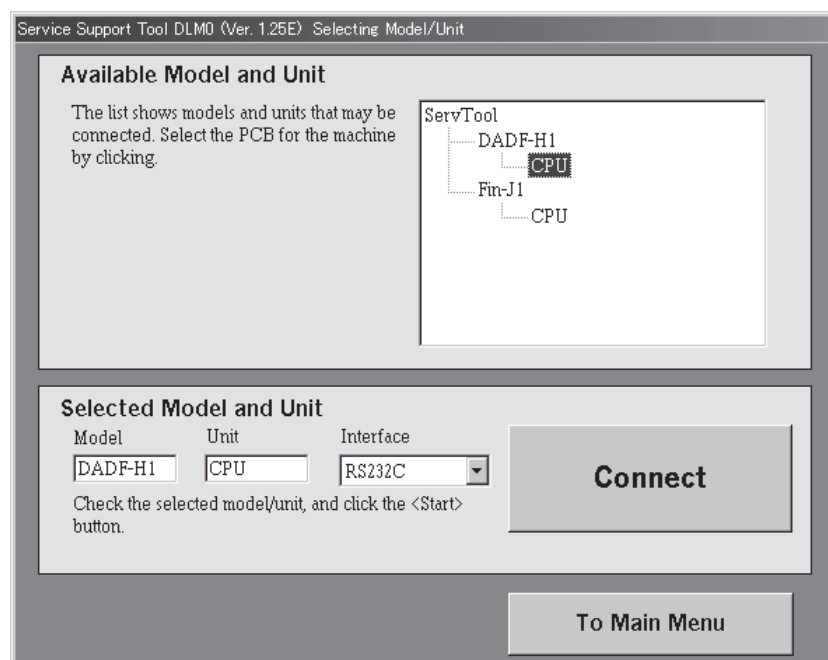 Service Support Tool DLM0 (Ver. 1.25E) Selecting Model/Unit
Available Model and Unit
The list shows models and units that may be
connected. Select the PCB for the machine
by clicking.
ServTool
DADF-H1
CPU
Fin-J1
CPU
Selected Model and Unit
Model Unit Interface
DADF-H1 CPU RS232C
Check the selected model/unit, and click the <Start>
button.
Connect
To Main Menu